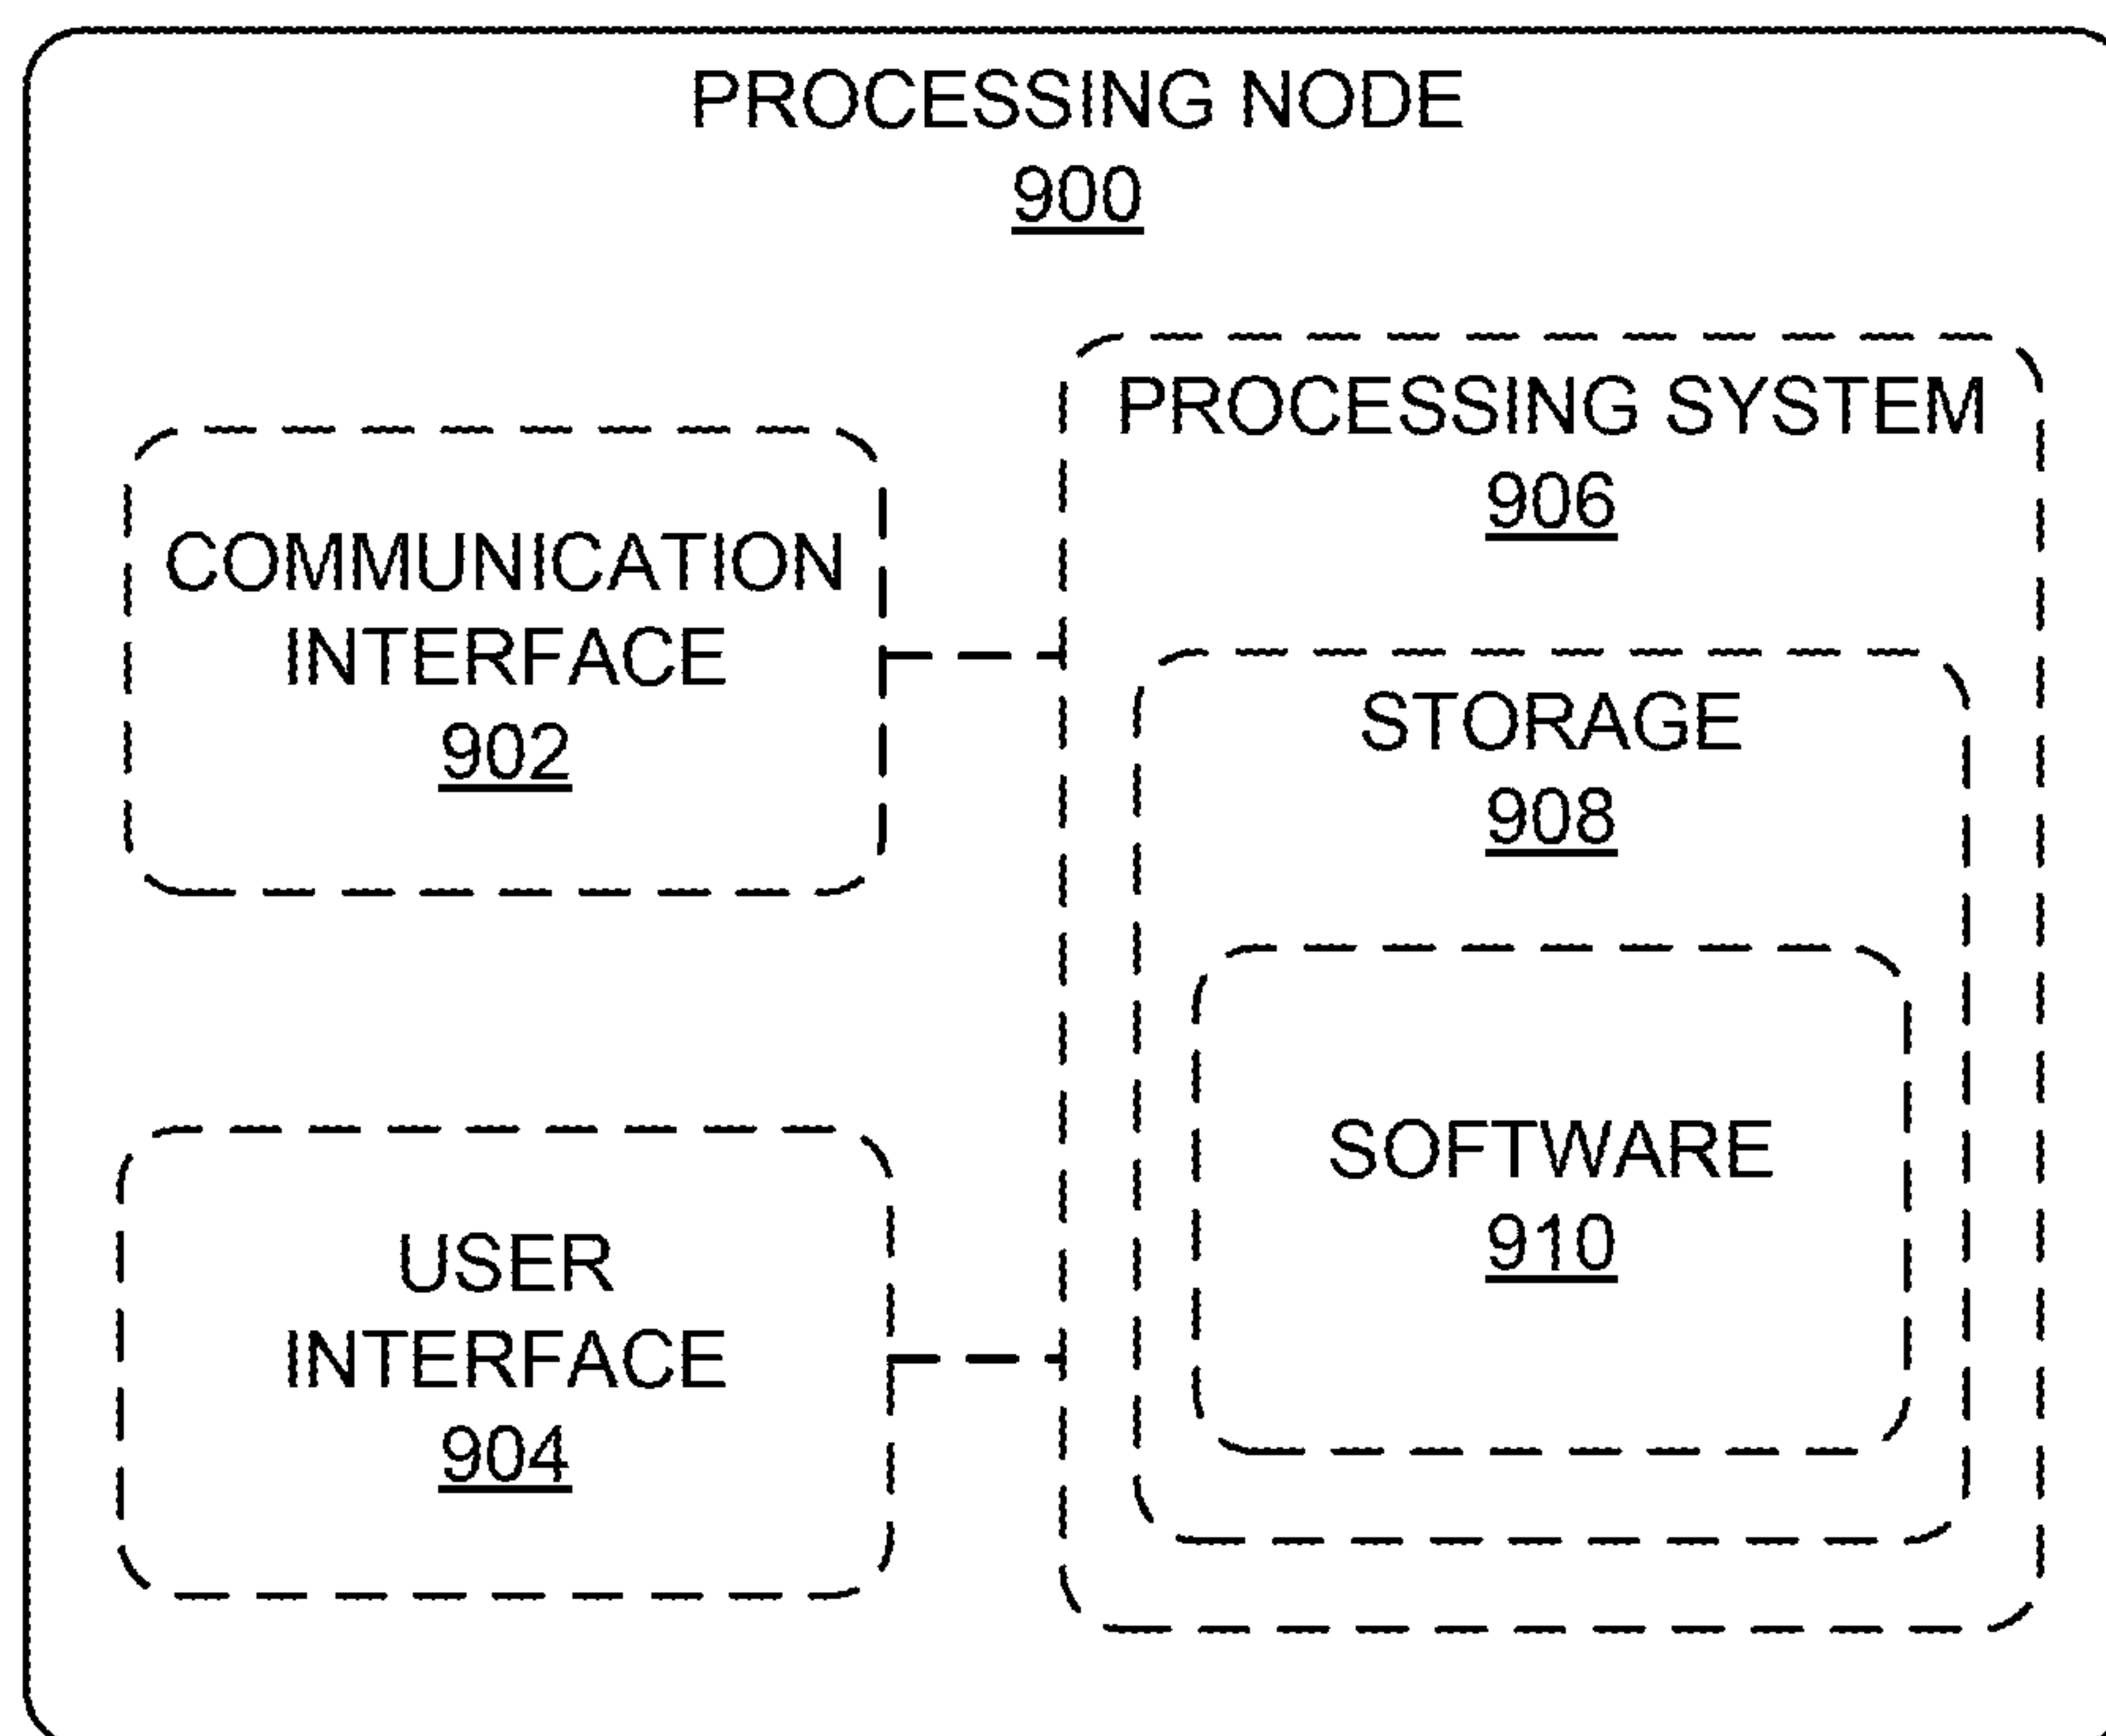 PROCESSING NODE
900
PROCESSING SYSTEM
906
COMMUNICATION
INTERFACE
902
STORAGE
908
SOFTWARE
910
USER
INTERFACE
904